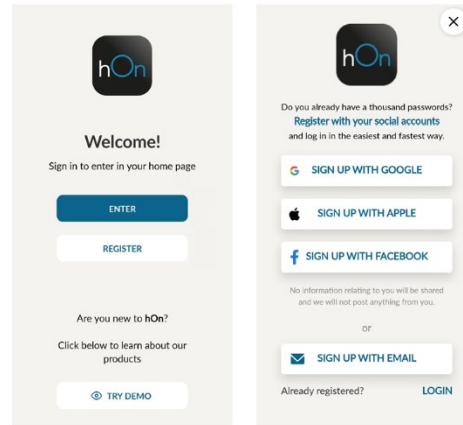 hOn
Welcome!
Sign in to enter in your home page
ENTER
REGISTER
Are you new to hOn?
Click below to learn about our
products
TRY DEMO
hOn
Do you already have a thousand passwords?
Register with your social accounts
and log in in the easiest and fastest way.
SIGN UP WITH GOOGLE
SIGN UP WITH APPLE
SIGN UP WITH FACEBOOK
No information relating to you will be shared
and we will not post anything from you.
or
SIGN UP WITH EMAIL
Already registered? LOGIN